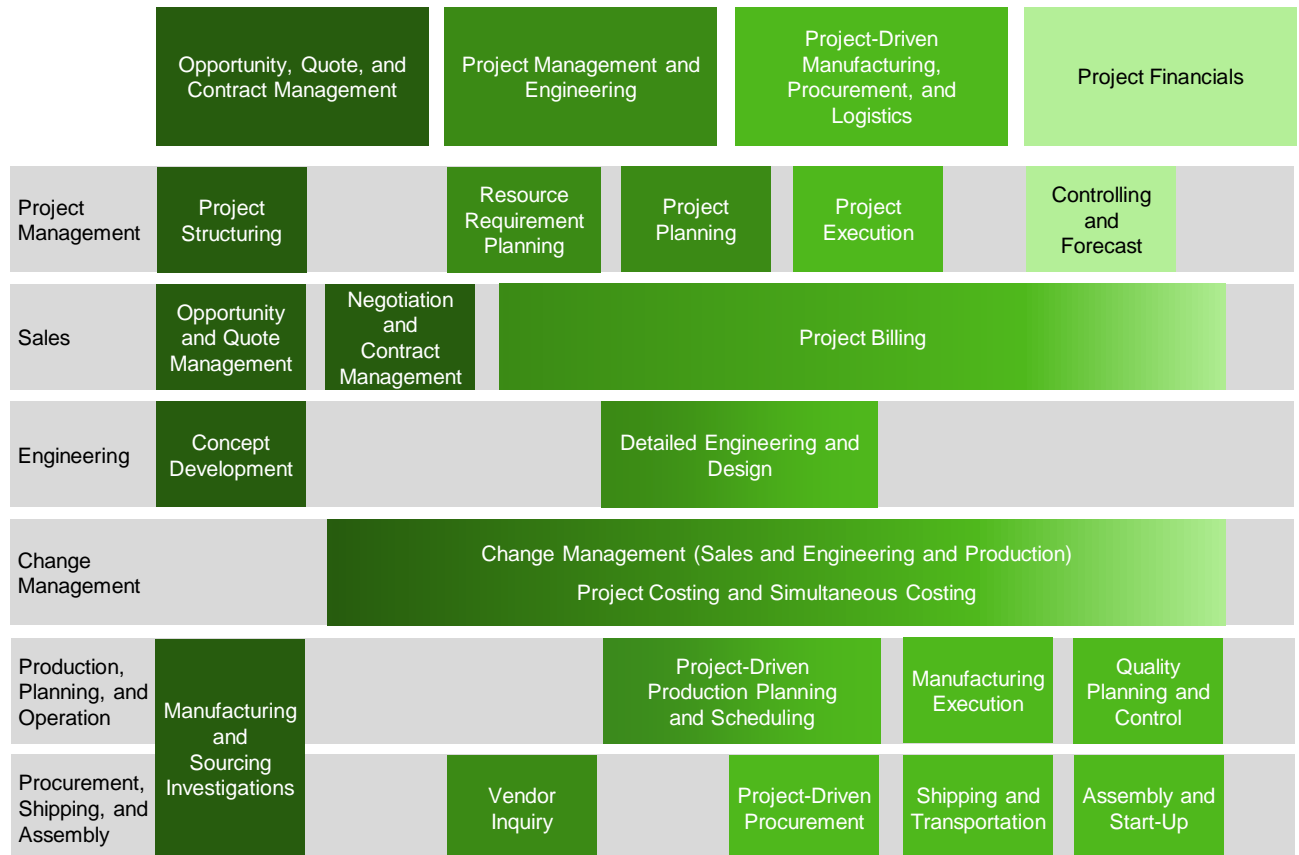 Opportunity, Quote, and
Contract Management
Project Management and
Engineering
Project-Driven
Manufacturing,
Procurement, and
Logistics
Project Financials
Project
Management
Project
Structuring
Resource
Requirement
Planning
Project
Planning
Project
Execution
Controlling
and
Forecast
Sales
Opportunity
and Quote
Management
Negotiation
and
Contract
Management
Project Billing
Engineering
Concept
Development
Detailed Engineering and
Design
Change
Management
Change Management (Sales and Engineering and Production)
Project Costing and Simultaneous Costing
Production,
Planning, and
Operation
Manufacturing
and
Sourcing
Investigations
Project-Driven
Production Planning
and Scheduling
Manufacturing
Execution
Quality
Planning and
Control
Procurement,
Shipping, and
Assembly
Vendor
Inquiry
Project-Driven
Procurement
Shipping and
Transportation
Assembly and
Start-Up